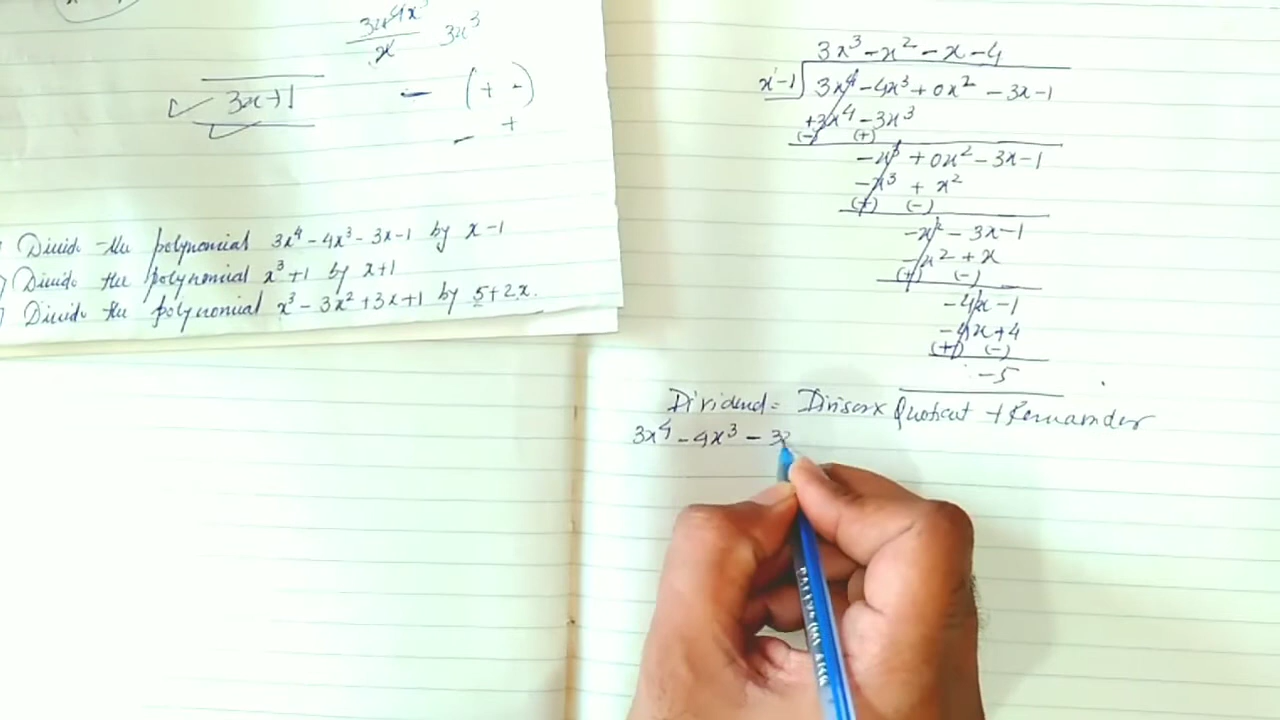 3x⁴
x
3x³
3x+1
− (+ -)
− +
Divide the polynomial 3x⁴ - 4x³ - 3x - 1 by x - 1
Divide the polynomial x³ + 1 by x + 1
Divide the polynomial x³ - 3x² + 3x + 1 by 5 + 2x.
3x³ - x² - x - 4
x - 1 ) 3x⁴ - 4x³ + 0x² - 3x - 1
+3x⁴ - 3x³
(-) (+)
-x³ + 0x² - 3x - 1
-x³ + x²
(+) (-)
-x² - 3x - 1
-x² + x
(+) (-)
-4x - 1
-4x + 4
(+) (-)
-5
Dividend = Divisor x Quotient + Remainder
3x⁴ - 4x³ - 3x